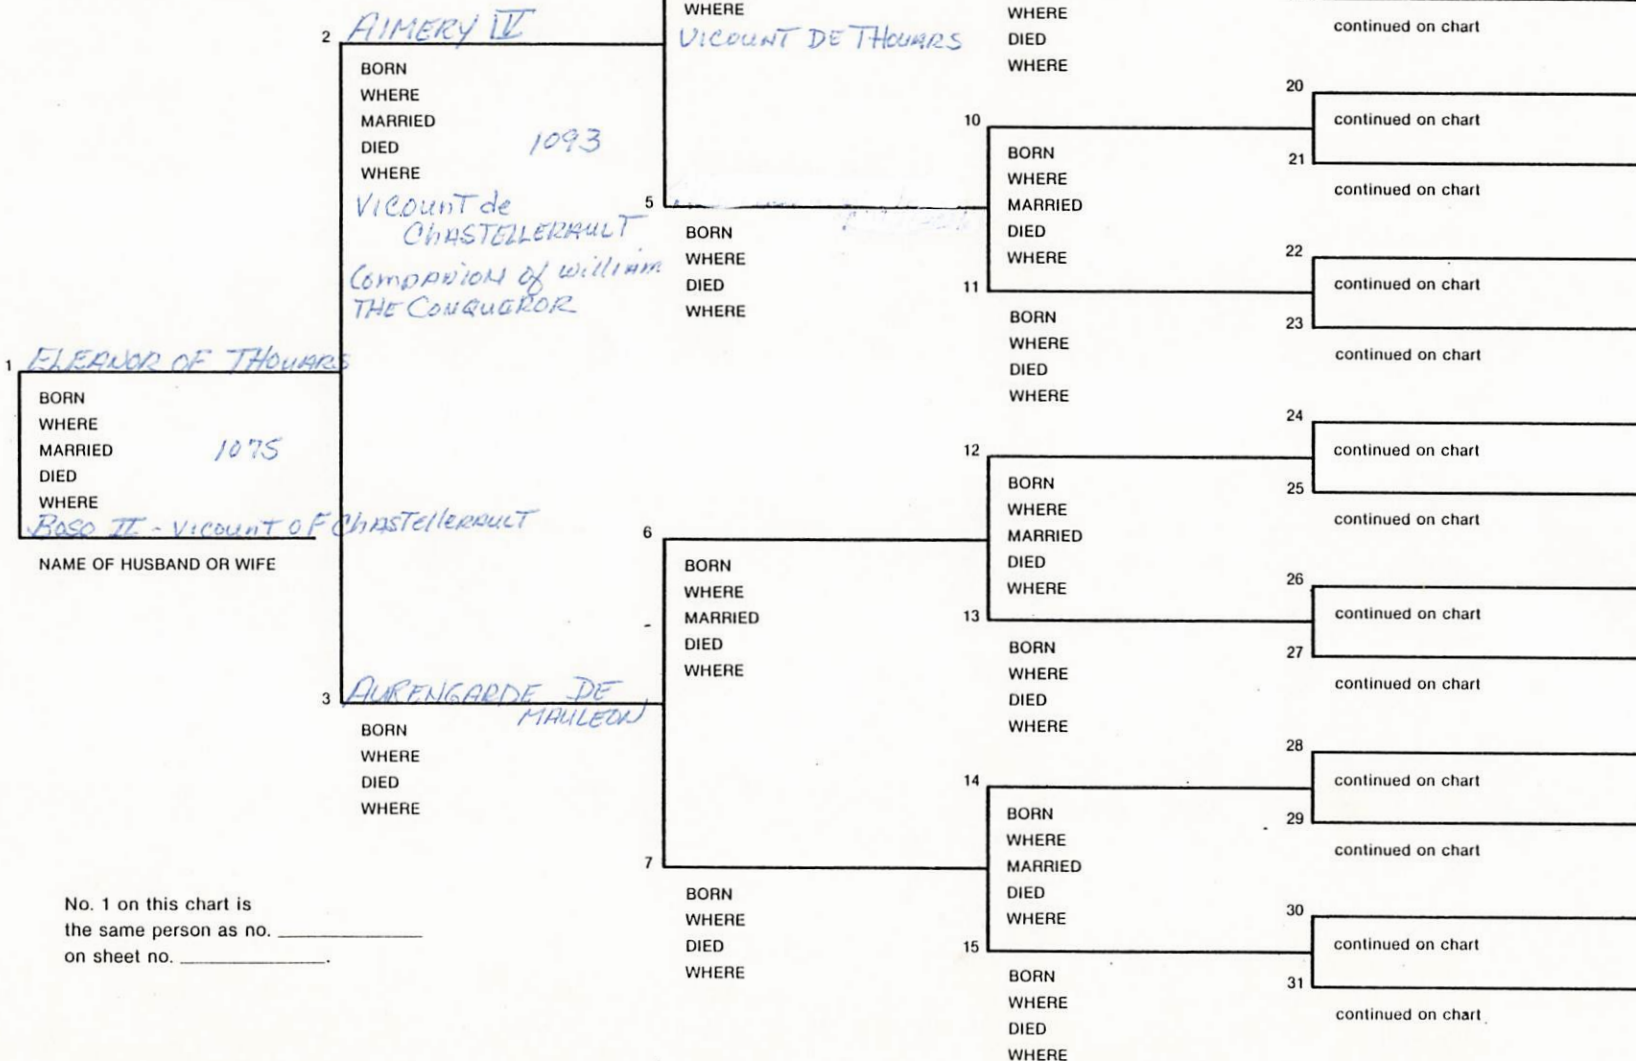 2 AIMERY IV
BORN
WHERE
MARRIED
DIED 1093
WHERE
VICOUNT de
CHASTELLERAULT
COMPANION of WILLIAM
THE CONQUEROR
1 ELEANOR OF THOUARS
BORN
WHERE
MARRIED 1075
DIED
WHERE
BOSO II - VICOUNT OF CHASTELLERAULT
NAME OF HUSBAND OR WIFE
3 AURENGARDE DE
MAULEON
BORN
WHERE
DIED
WHERE
No. 1 on this chart is
the same person as no. ______
on sheet no. ______.
WHERE
VICOUNT DE THOUARS
5
BORN
WHERE
DIED
WHERE
6
BORN
WHERE
MARRIED
DIED
WHERE
7
BORN
WHERE
DIED
WHERE
WHERE
DIED
WHERE
10
BORN
WHERE
MARRIED
DIED
WHERE
11
BORN
WHERE
DIED
WHERE
12
BORN
WHERE
MARRIED
DIED
WHERE
13
BORN
WHERE
DIED
WHERE
14
BORN
WHERE
MARRIED
DIED
WHERE
15
BORN
WHERE
DIED
WHERE
continued on chart
20
continued on chart
21
continued on chart
22
continued on chart
23
continued on chart
24
continued on chart
25
continued on chart
26
continued on chart
27
continued on chart
28
continued on chart
29
continued on chart
30
continued on chart
31
continued on chart